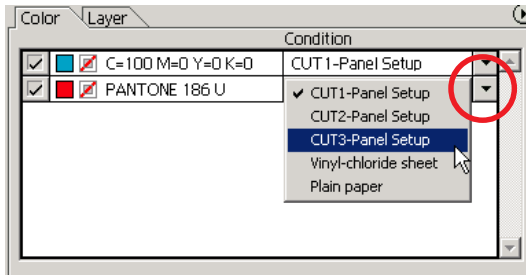 Color Layer
Condition
C=100 M=0 Y=0 K=0 CUT1-Panel Setup
PANTONE 186 U
CUT1-Panel Setup
CUT2-Panel Setup
CUT3-Panel Setup
Vinyl-chloride sheet
Plain paper